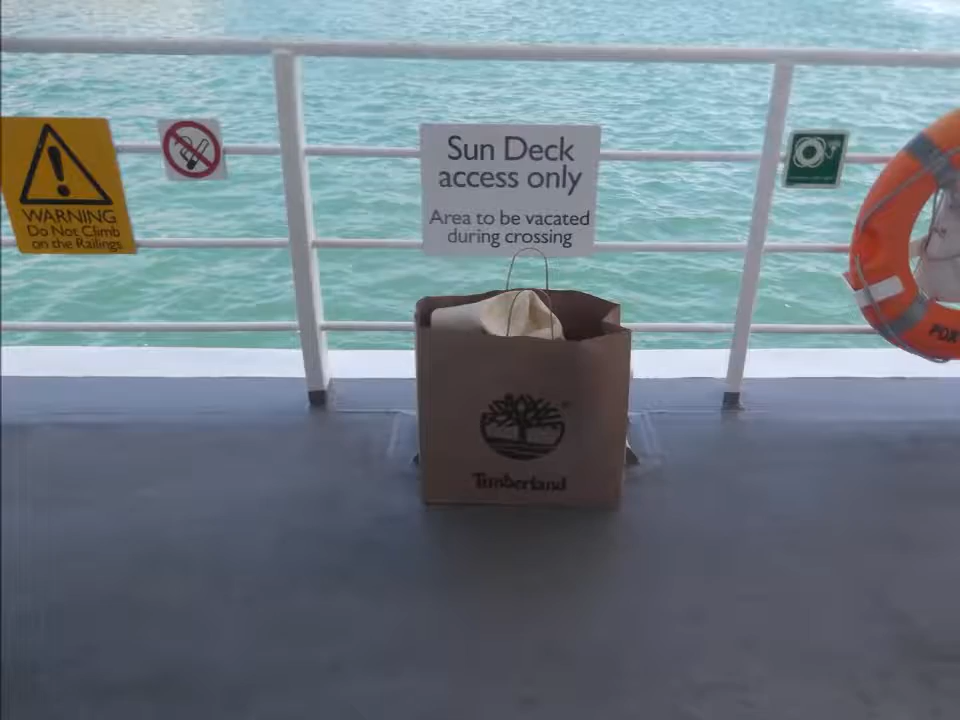 WARNING
Do Not Climb
on the Railings
Sun Deck
access only
Area to be vacated
during crossing
Timberland